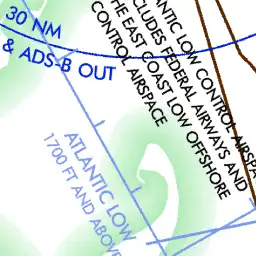 30 NM
& ADS-B OUT
ATLANTIC LOW CONTROL
INCLUDES FEDERAL AIRWAYS AND
THE EAST COAST LOW OFFSHORE
CONTROL AIRSPACE
ATLANTIC LOW
1700 FT AND ABOVE